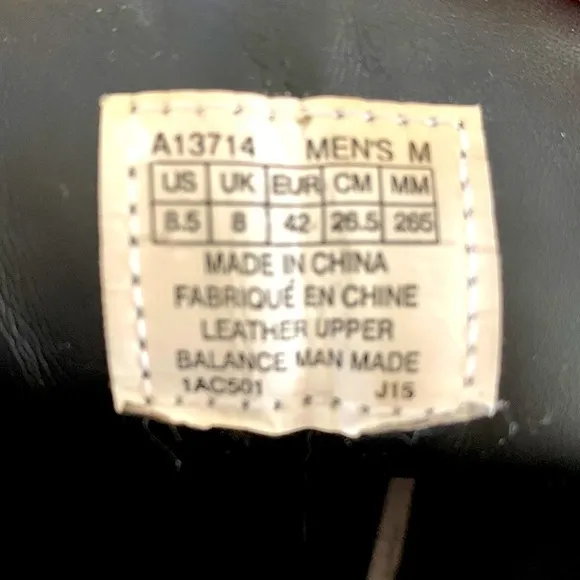 A13714 MEN'S M
US UK EUR CM MM
8.5 8 42 26.5 265
MADE IN CHINA
FABRIQUÉ EN CHINE
LEATHER UPPER
BALANCE MAN MADE
1AC501 J15